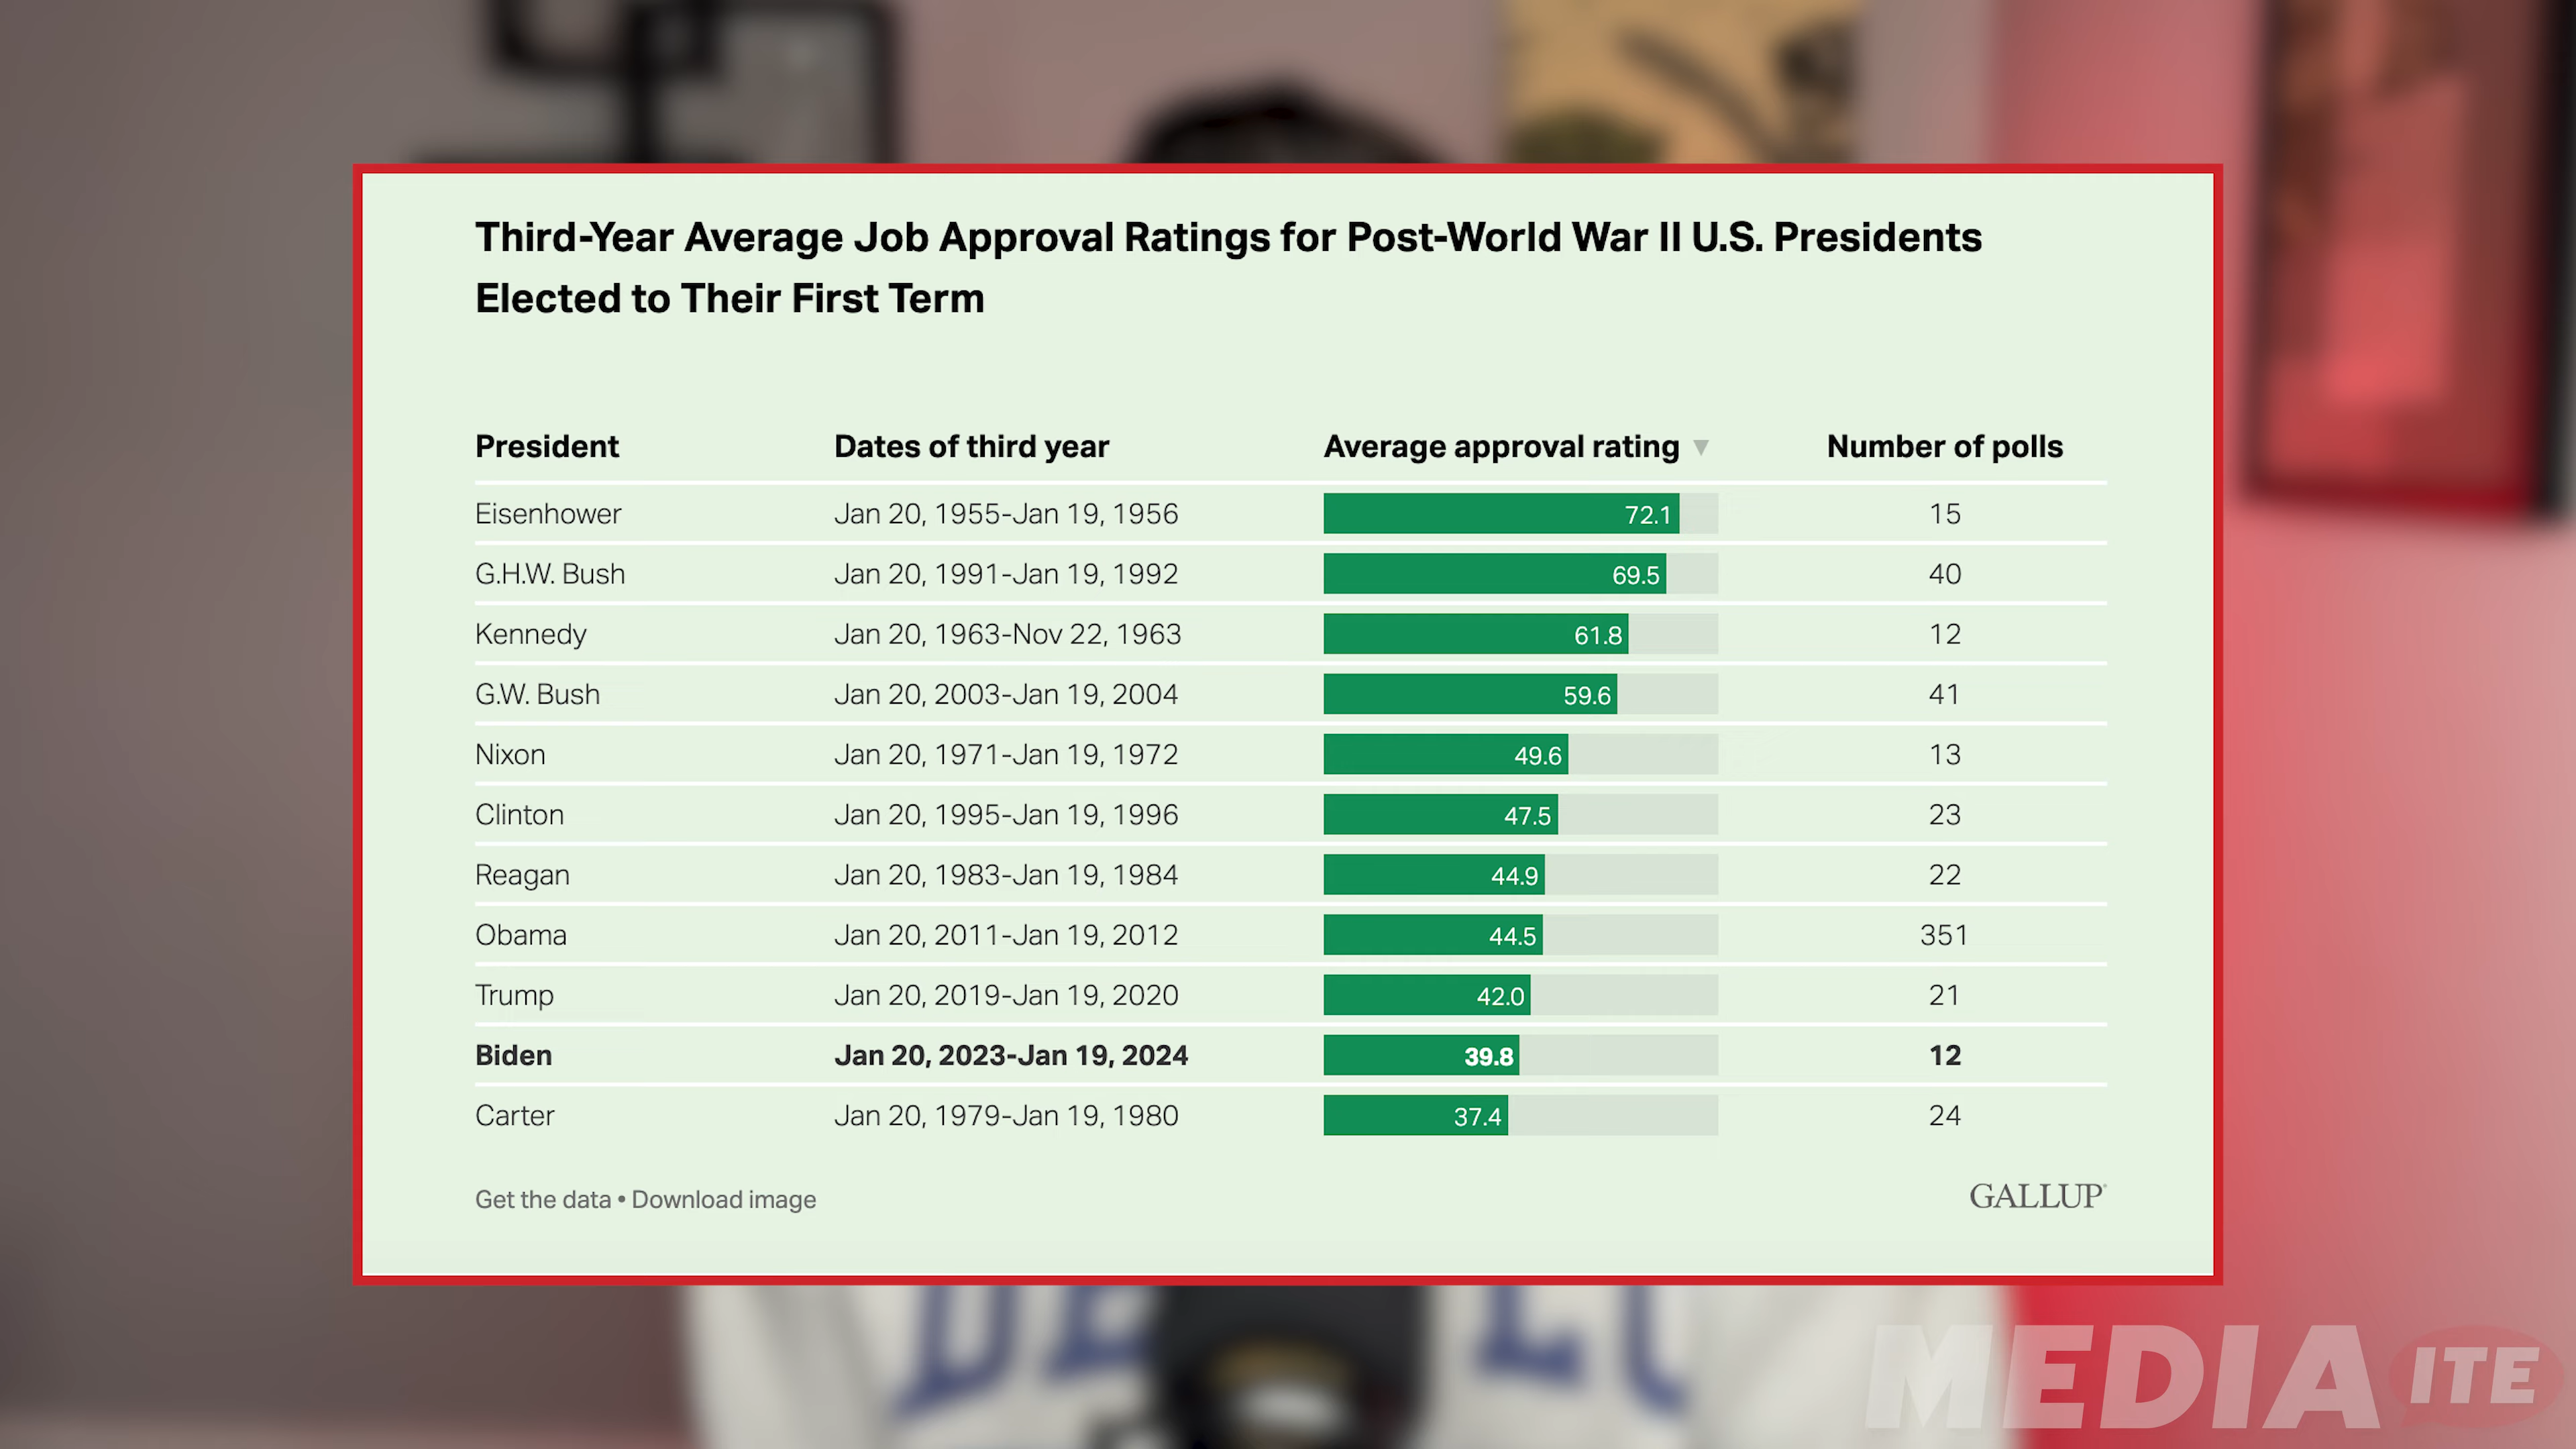 Third-Year Average Job Approval Ratings for Post-World War II U.S. Presidents
Elected to Their First Term
President Dates of third year Average approval rating ▼ Number of polls
Eisenhower Jan 20, 1955-Jan 19, 1956 72.1 15
G.H.W. Bush Jan 20, 1991-Jan 19, 1992 69.5 40
Kennedy Jan 20, 1963-Nov 22, 1963 61.8 12
G.W. Bush Jan 20, 2003-Jan 19, 2004 59.6 41
Nixon Jan 20, 1971-Jan 19, 1972 49.6 13
Clinton Jan 20, 1995-Jan 19, 1996 47.5 23
Reagan Jan 20, 1983-Jan 19, 1984 44.9 22
Obama Jan 20, 2011-Jan 19, 2012 44.5 351
Trump Jan 20, 2019-Jan 19, 2020 42.0 21
Biden Jan 20, 2023-Jan 19, 2024 39.8 12
Carter Jan 20, 1979-Jan 19, 1980 37.4 24
Get the data • Download image GALLUP
MEDIA ITE